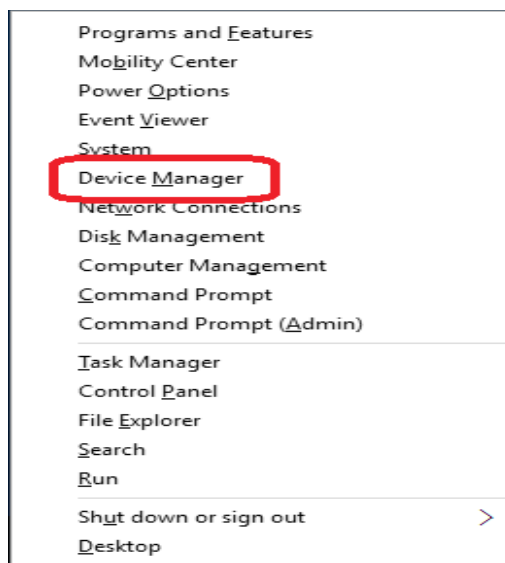 Programs and Features
Mobility Center
Power Options
Event Viewer
System
Device Manager
Network Connections
Disk Management
Computer Management
Command Prompt
Command Prompt (Admin)
Task Manager
Control Panel
File Explorer
Search
Run
Shut down or sign out
Desktop